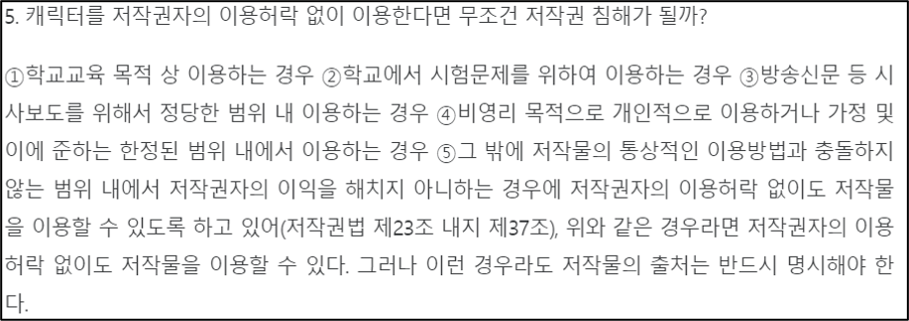 5. 캐릭터를 저작권자의 이용허락 없이 이용한다면 무조건 저작권 침해가 될까?
①학교교육 목적 상 이용하는 경우 ②학교에서 시험문제를 위하여 이용하는 경우 ③방송신문 등 시
사보도를 위해서 정당한 범위 내 이용하는 경우 ④비영리 목적으로 개인적으로 이용하거나 가정 및
이에 준하는 한정된 범위 내에서 이용하는 경우 ⑤그 밖에 저작물의 통상적인 이용방법과 충돌하지
않는 범위 내에서 저작권자의 이익을 해치지 아니하는 경우에 저작권자의 이용허락 없이도 저작물
을 이용할 수 있도록 하고 있어(저작권법 제23조 내지 제37조), 위와 같은 경우라면 저작권자의 이용
허락 없이도 저작물을 이용할 수 있다. 그러나 이런 경우라도 저작물의 출처는 반드시 명시해야 한
다.